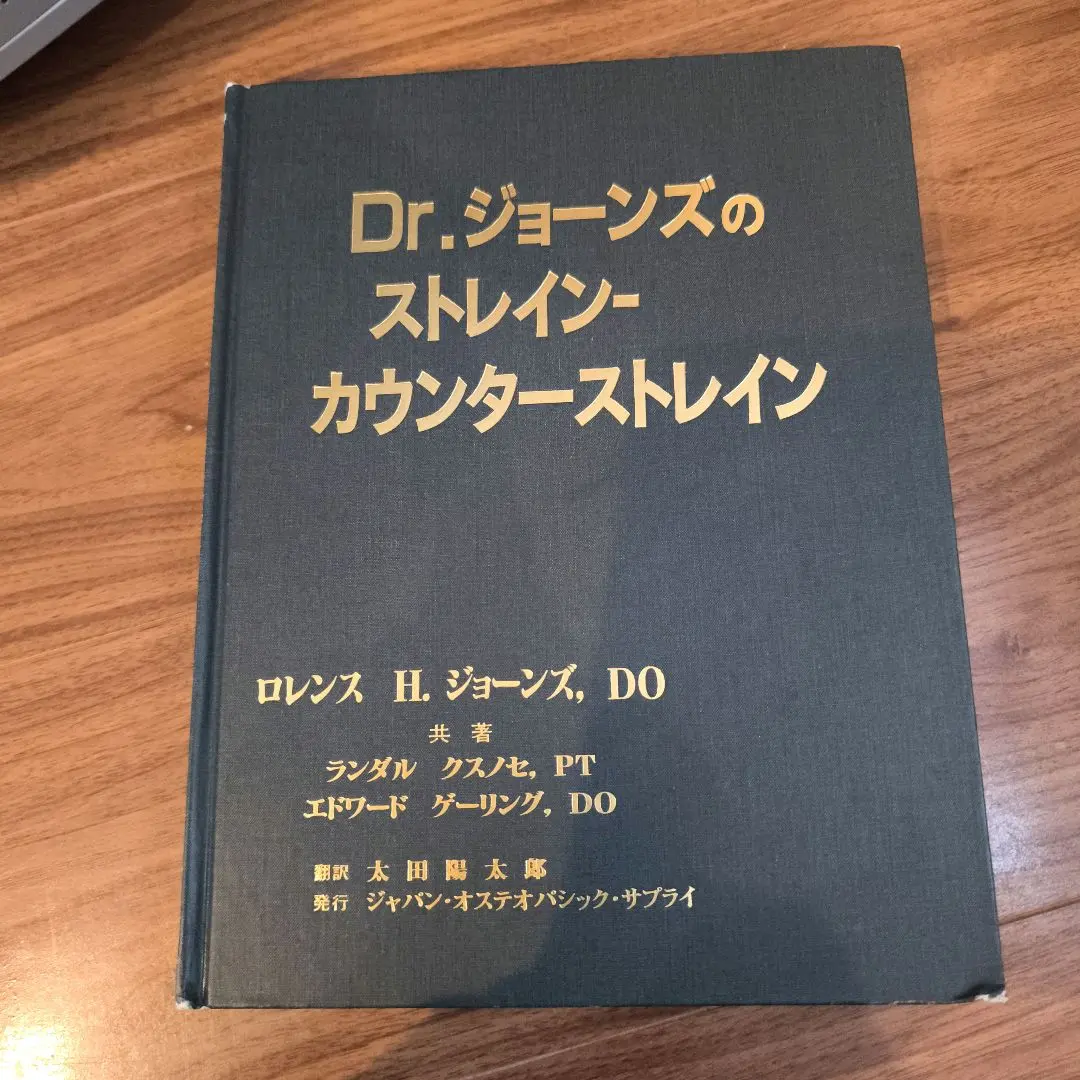 Dr.ジョーンズの
ストレイン-
カウンターストレイン
ロレンス H. ジョーンズ, DO
共著
ランダル クスノセ, PT
エドワード ゲーリング, DO
翻訳 太田陽太郎
発行 ジャパン・オステオパシック・サプライ